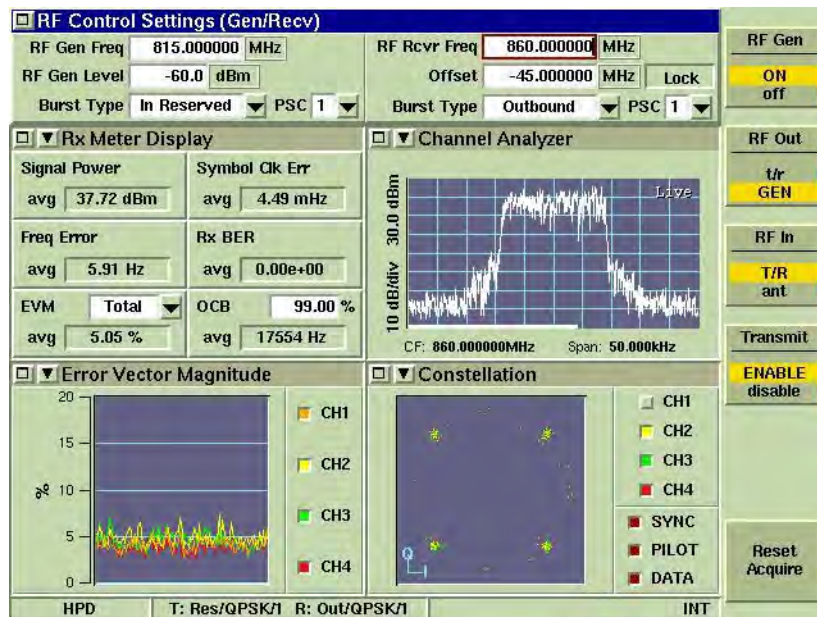 RF Control Settings (Gen/Recv)
RF Gen Freq 815.000000 MHz
RF Gen Level -60.0 dBm
Burst Type In Reserved PSC 1
RF Rcvr Freq 860.000000 MHz
Offset -45.000000 MHz Lock
Burst Type Outbound PSC 1
Rx Meter Display
Signal Power
avg 37.72 dBm
Symbol Clk Err
avg 4.49 mHz
Freq Error
avg 5.91 Hz
Rx BER
avg 0.00e+00
EVM Total
avg 5.05 %
OCB 99.00 %
avg 17554 Hz
Channel Analyzer
10 dB/div 30.0 dBm
Live
CF: 860.000000MHz Span: 50.000kHz
Error Vector Magnitude
20
15
% 10
5
0
CH1
CH2
CH3
CH4
Constellation
Q
I
CH1
CH2
CH3
CH4
SYNC
PILOT
DATA
RF Gen
ON
off
RF Out
t/r
GEN
RF In
T/R
ant
Transmit
ENABLE
disable
Reset
Acquire
HPD T: Res/QPSK/1 R: Out/QPSK/1 INT